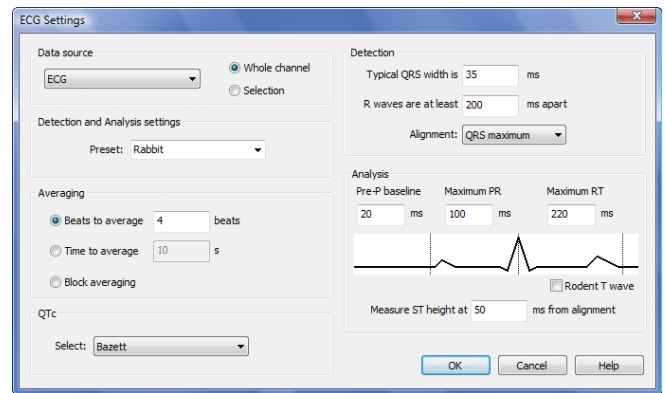 ECG Settings
Data source
ECG
Whole channel
Selection
Detection and Analysis settings
Preset: Rabbit
Averaging
Beats to average 4 beats
Time to average 10 s
Block averaging
QTc
Select: Bazett
Detection
Typical QRS width is 35 ms
R waves are at least 200 ms apart
Alignment: QRS maximum
Analysis
Pre-P baseline Maximum PR Maximum RT
20 ms 100 ms 220 ms
Rodent T wave
Measure ST height at 50 ms from alignment
OK Cancel Help